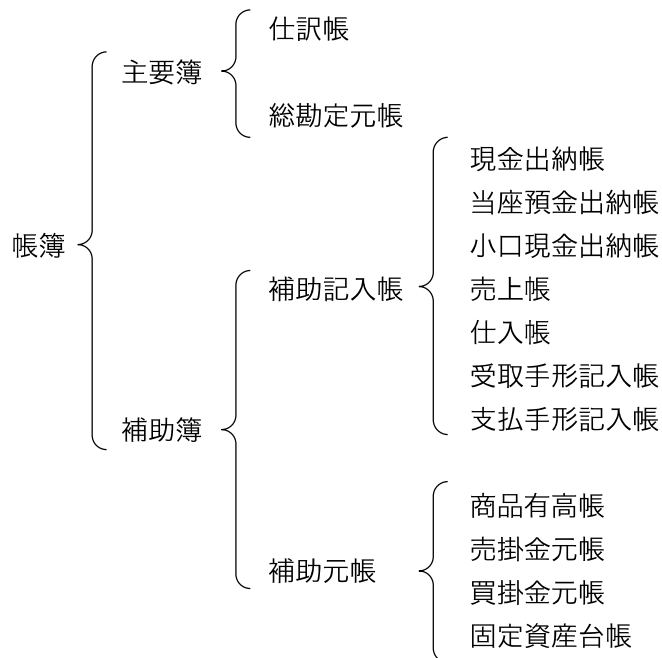 帳簿
主要簿
仕訳帳
総勘定元帳
補助簿
補助記入帳
現金出納帳
当座預金出納帳
小口現金出納帳
売上帳
仕入帳
受取手形記入帳
支払手形記入帳
補助元帳
商品有高帳
売掛金元帳
買掛金元帳
固定資産台帳